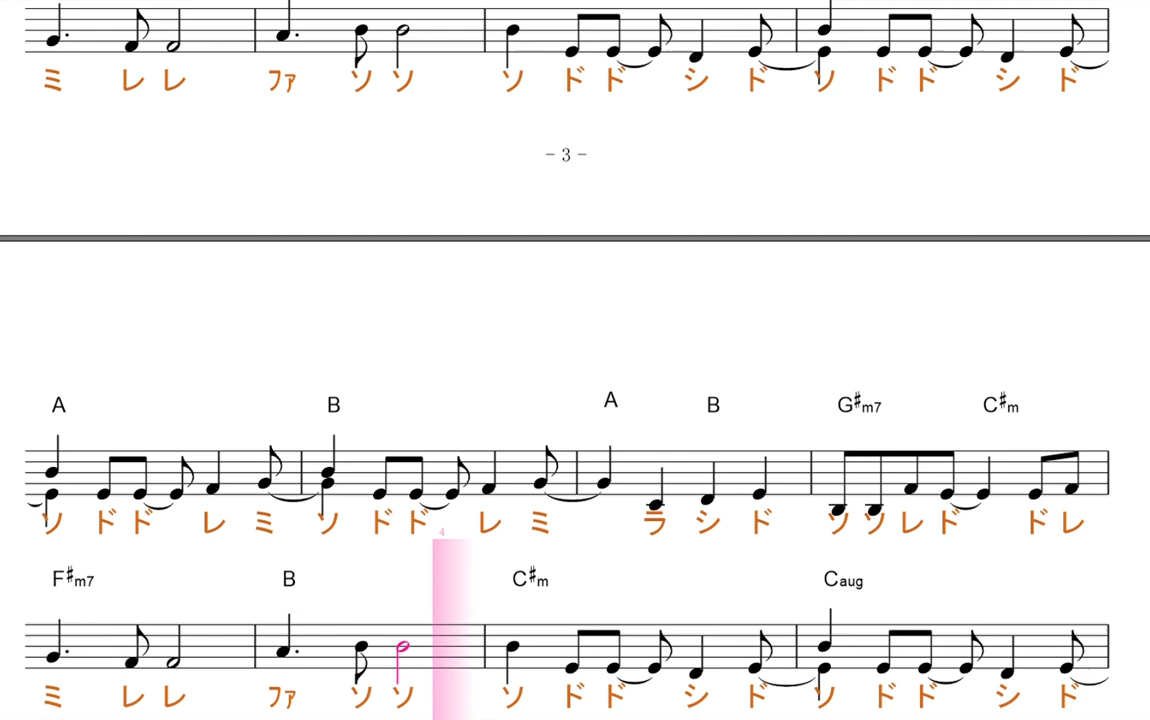 ミ レ レ ファ ソ ソ ソ ド ド シ ド ソ ド ド シ ド
- 3 -
A B A B G#m7 C#m
ソ ド ド レ ミ ソ ド ド レ ミ ラ シ ド ソ ソ レ ド ド レ
4
F#m7 B C#m Caug
ミ レ レ ファ ソ ソ ソ ド ド シ ド ソ ド ド シ ド